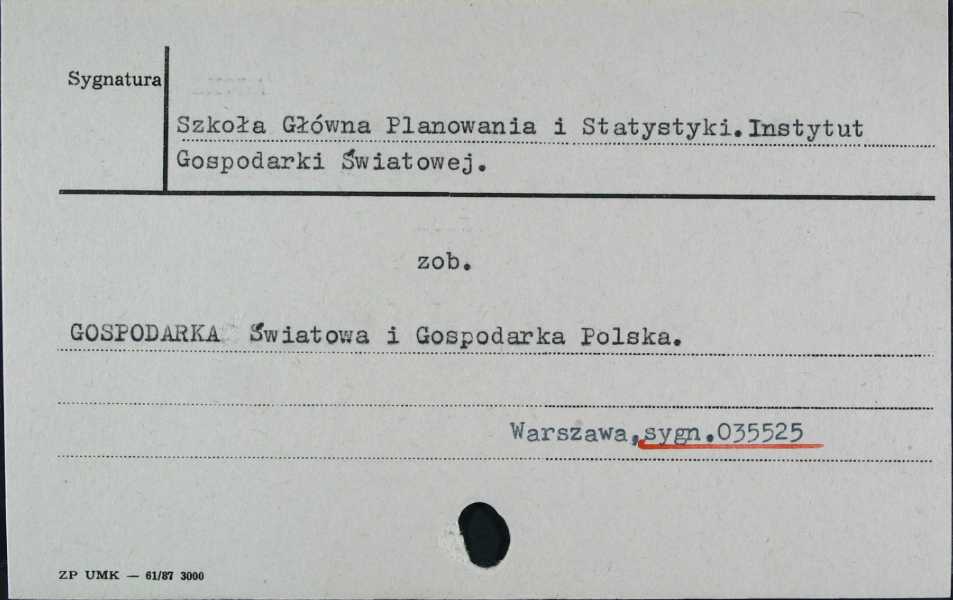 Sygnatura
Szkoła Główna Planowania i Statystyki.Instytut
Gospodarki Światowej.
zob.
GOSPODARKA Światowa i Gospodarka Polska.
Warszawa,sygn.035525
ZP UMK — 61/87 3000